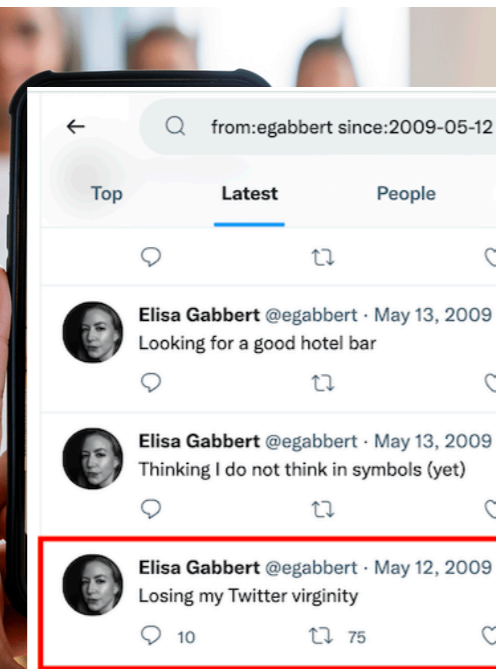 from:egabbert since:2009-05-12
Top Latest People
Elisa Gabbert @egabbert · May 13, 2009
Looking for a good hotel bar
Elisa Gabbert @egabbert · May 13, 2009
Thinking I do not think in symbols (yet)
Elisa Gabbert @egabbert · May 12, 2009
Losing my Twitter virginity
10 75